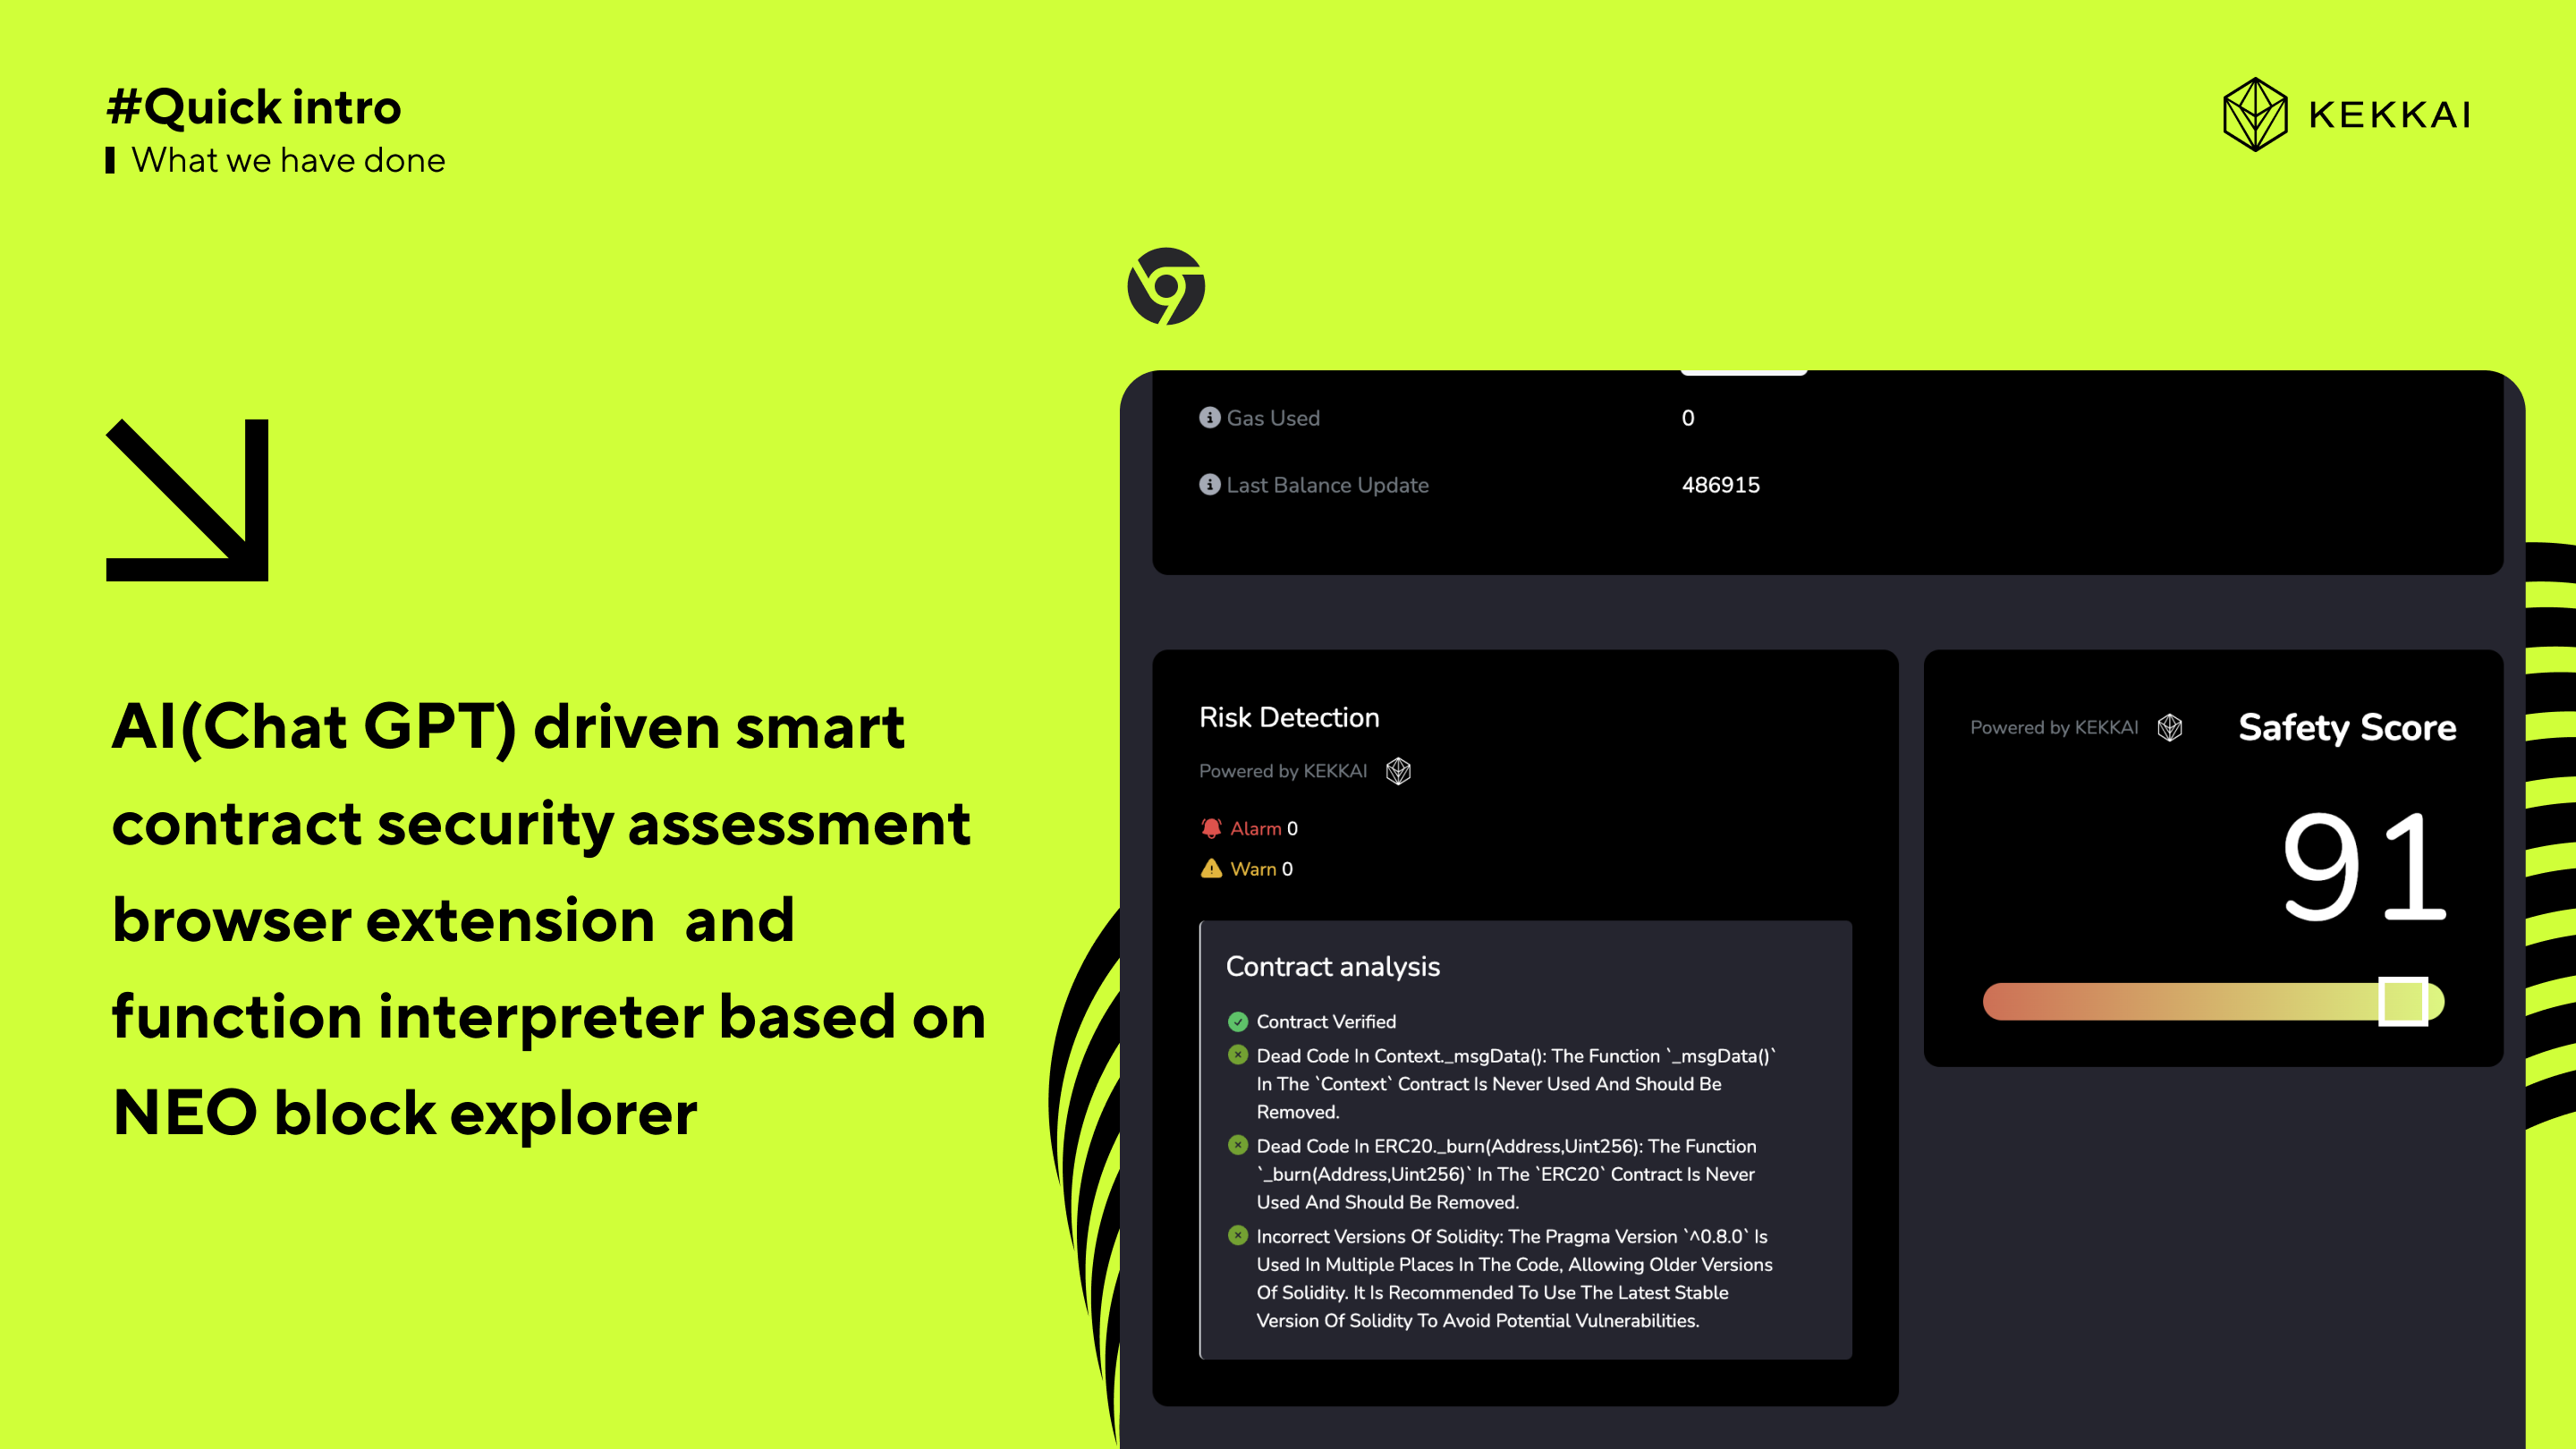 #Quick intro
What we have done
KEKKAI
AI(Chat GPT) driven smart
contract security assessment
browser extension  and
function interpreter based on
NEO block explorer
Gas Used 0
Last Balance Update 486915
Risk Detection
Powered by KEKKAI
Alarm 0
Warn 0
Contract analysis
Contract Verified
Dead Code In Context._msgData(): The Function `_msgData()`
In The `Context` Contract Is Never Used And Should Be
Removed.
Dead Code In ERC20._burn(Address,Uint256): The Function
`_burn(Address,Uint256)` In The `ERC20` Contract Is Never
Used And Should Be Removed.
Incorrect Versions Of Solidity: The Pragma Version `^0.8.0` Is
Used In Multiple Places In The Code, Allowing Older Versions
Of Solidity. It Is Recommended To Use The Latest Stable
Version Of Solidity To Avoid Potential Vulnerabilities.
Powered by KEKKAI Safety Score
91